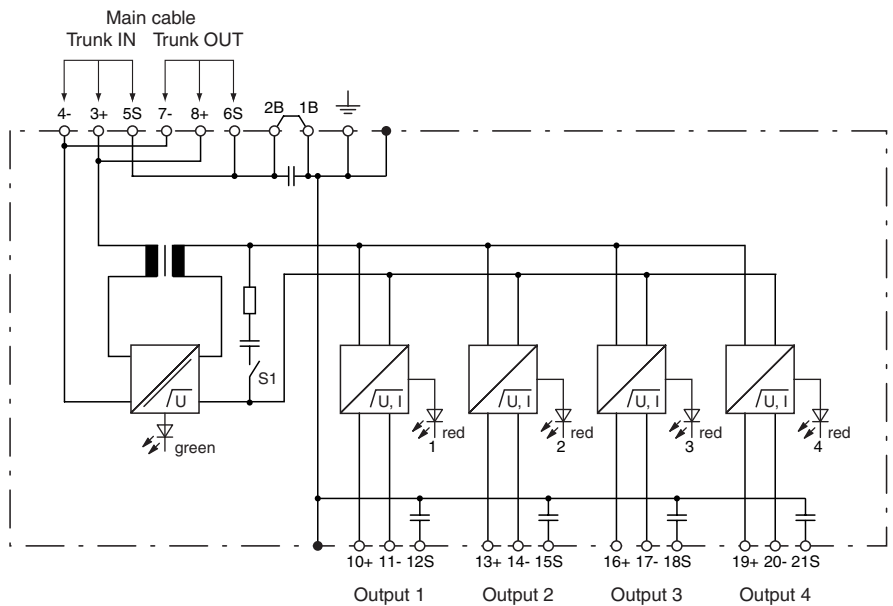 Main cable
Trunk IN Trunk OUT
4- 3+ 5S 7- 8+ 6S 2B 1B
S1
U U, I U, I U, I U, I
green red red red red
1 2 3 4
10+ 11- 12S 13+ 14- 15S 16+ 17- 18S 19+ 20- 21S
Output 1 Output 2 Output 3 Output 4